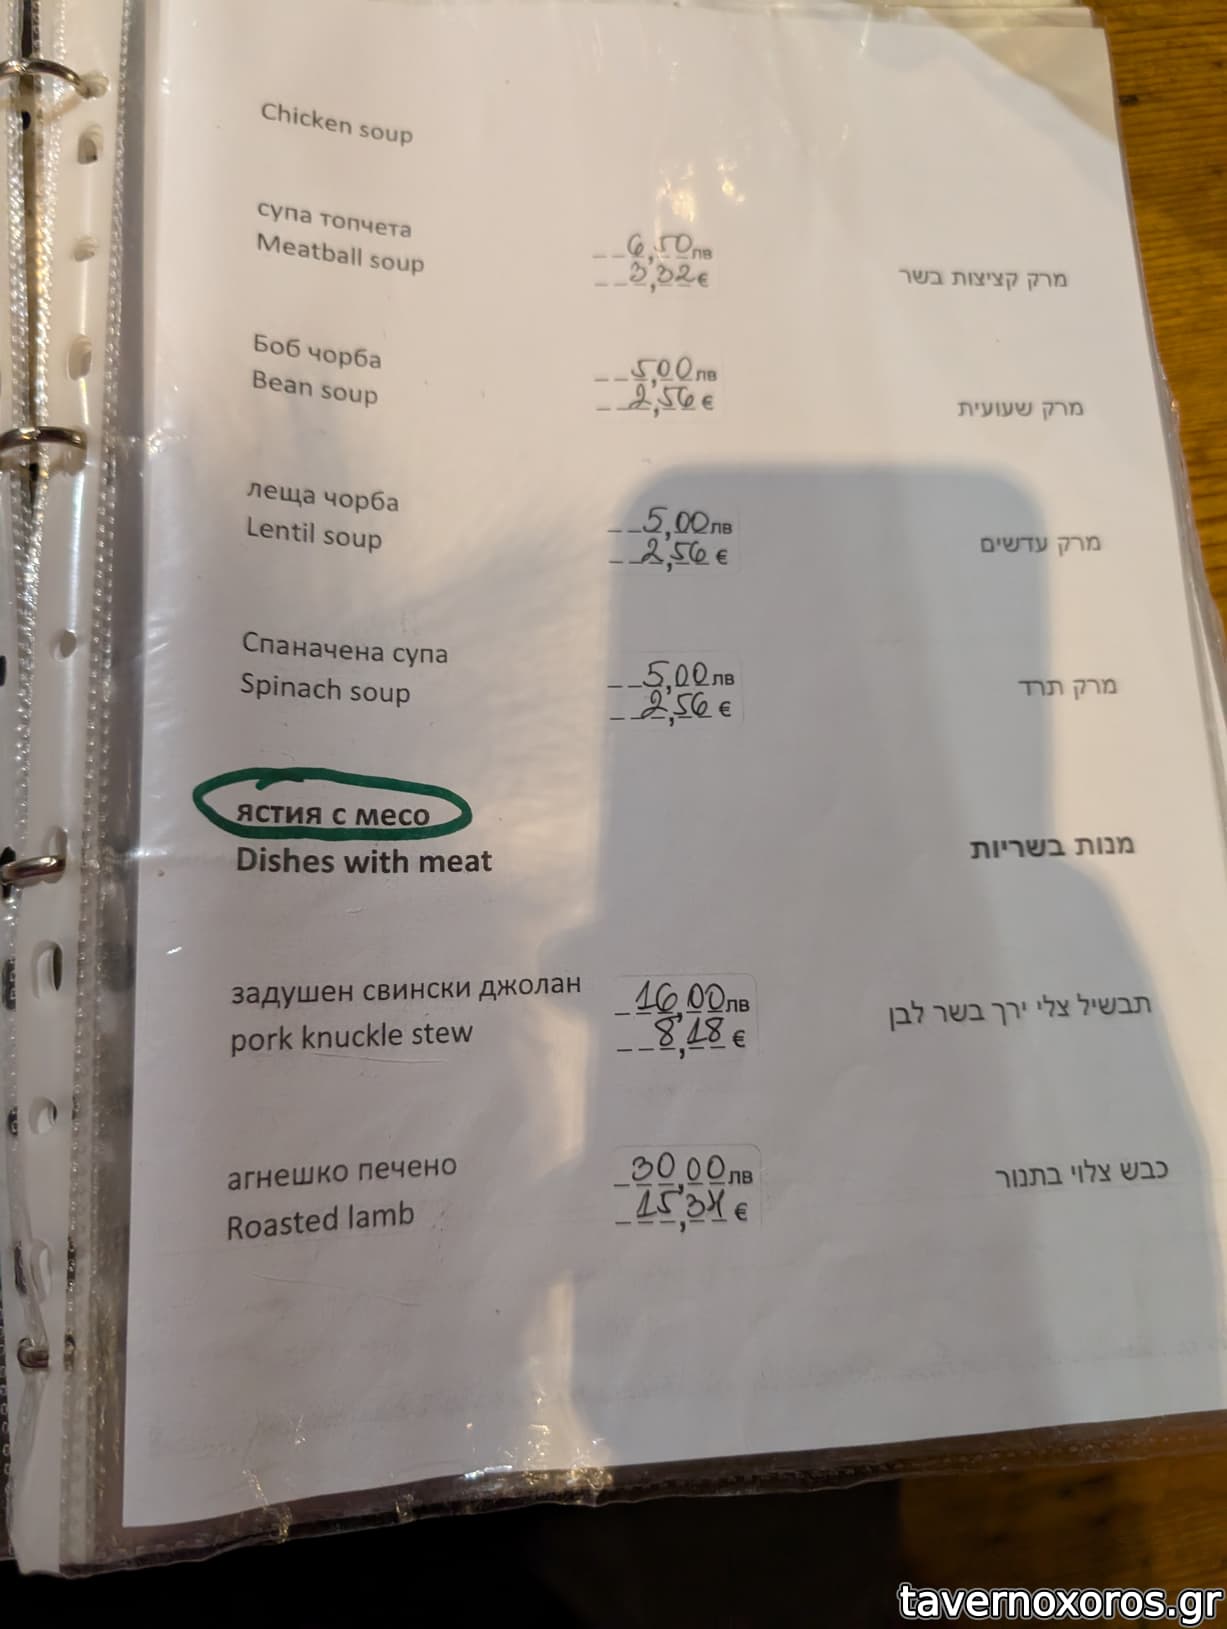 Chicken soup
супа топчета
Meatball soup
6,50лв
3,32€
מרק קציצות בשר
Боб чорба
Bean soup
5,00лв
2,56€
מרק שעועית
леща чорба
Lentil soup
5,00лв
2,56€
מרק עדשים
Спаначена супа
Spinach soup
5,00лв
2,56€
מרק תרד
ястия с месо
Dishes with meat
מנות בשריות
задушен свински джолан
pork knuckle stew
16,00лв
8,18€
תבשיל צלי ירך בשר לבן
агнешко печено
Roasted lamb
30,00лв
15,34€
כבש צלוי בתנור
tavernoxoros.gr